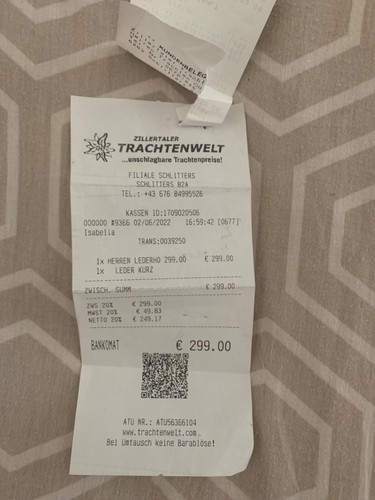 KUNDENBELEG
ZILLERTALER
TRACHTENWELT
...unschlagbare Trachtenpreise!
FILIALE SCHLITTERS
SCHLITTERS 82A
TEL.: +43 676 84995526
KASSEN ID:1709020506
000000 #9366 02/06/2022 16:59:42 [0677]
Isabella
TRANS:0039250
1x HERREN LEDERHO 299.00 € 299.00
1x LEDER KURZ
ZWISCH. SUMM € 299.00
ZWS 20% € 299.00
MWST 20% € 49.83
NETTO 20% € 249.17
BANKOMAT € 299.00
ATU NR.: ATU56366104
www.trachtenwelt.com
Bei Umtausch keine Barablöse!